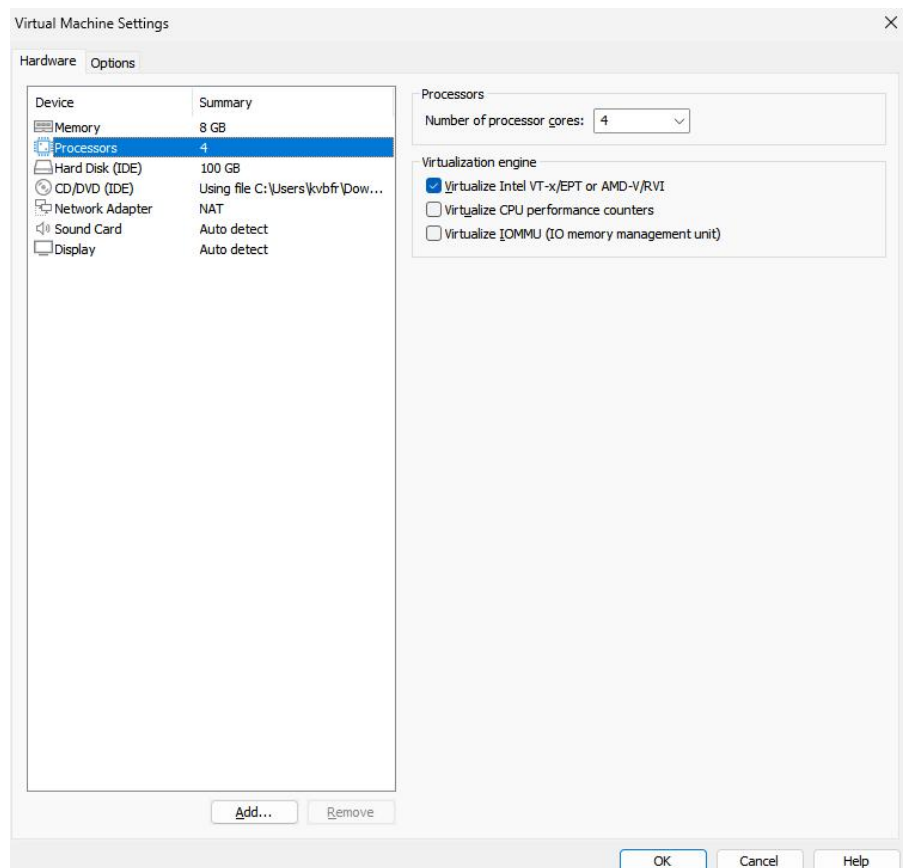 Virtual Machine Settings
Hardware Options
Device Summary
Memory 8 GB
Processors 4
Hard Disk (IDE) 100 GB
CD/DVD (IDE) Using file C:\Users\kvbfr\Dow...
Network Adapter NAT
Sound Card Auto detect
Display Auto detect
Add... Remove
Processors
Number of processor cores: 4
Virtualization engine
Virtualize Intel VT-x/EPT or AMD-V/RVI
Virtualize CPU performance counters
Virtualize IOMMU (IO memory management unit)
OK Cancel Help